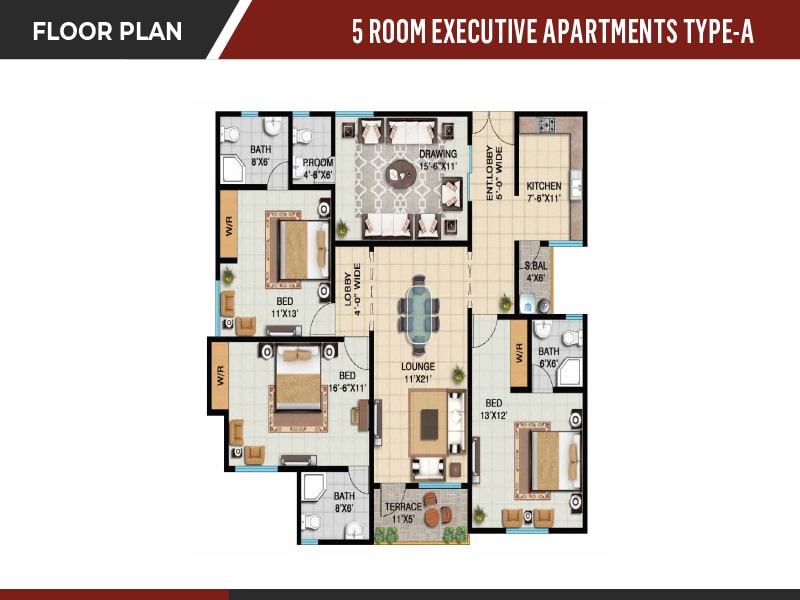 FLOOR PLAN
5 ROOM EXECUTIVE APARTMENTS TYPE-A
BATH
8'X6'
P.ROOM
4'-6"X6'
DRAWING
15'-6"X11'
ENT.LOBBY
5'-0" WIDE
KITCHEN
7'-6"X11'
W/R
BED
11'X13'
LOBBY
4'-0" WIDE
S.BAL
4'X6'
LOUNGE
11'X21'
W/R
BED
16'-6"X11'
W/R
BATH
6'X6'
BED
13'X12'
BATH
8'X6'
TERRACE
11'X5'